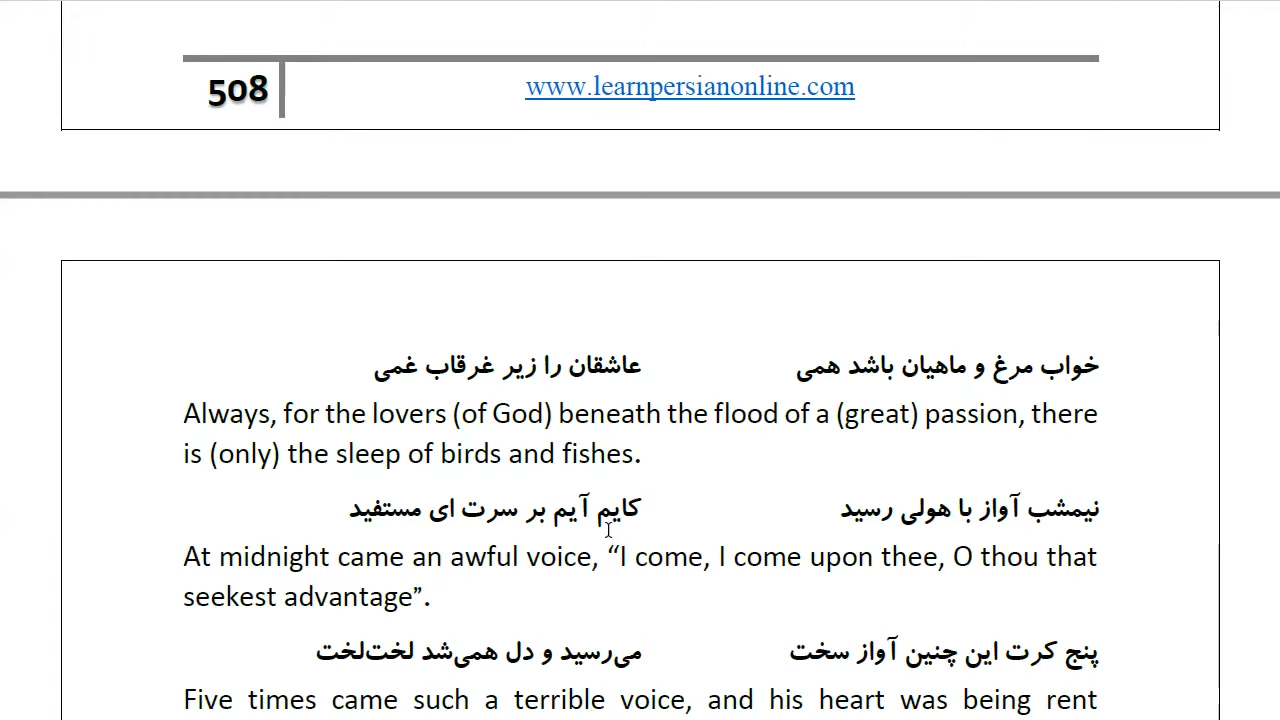 508 www.learnpersianonline.com
خواب مرغ و ماهیان باشد همی عاشقان را زیر غرقاب غمی
Always, for the lovers (of God) beneath the flood of a (great) passion, there
is (only) the sleep of birds and fishes.
نیمشب آواز با هولی رسید کایم آیم بر سرت ای مستفید
At midnight came an awful voice, “I come, I come upon thee, O thou that
seekest advantage”.
پنج کرت این چنین آواز سخت می‌رسید و دل همی‌شد لخت‌لخت
Five times came such a terrible voice, and his heart was being rent